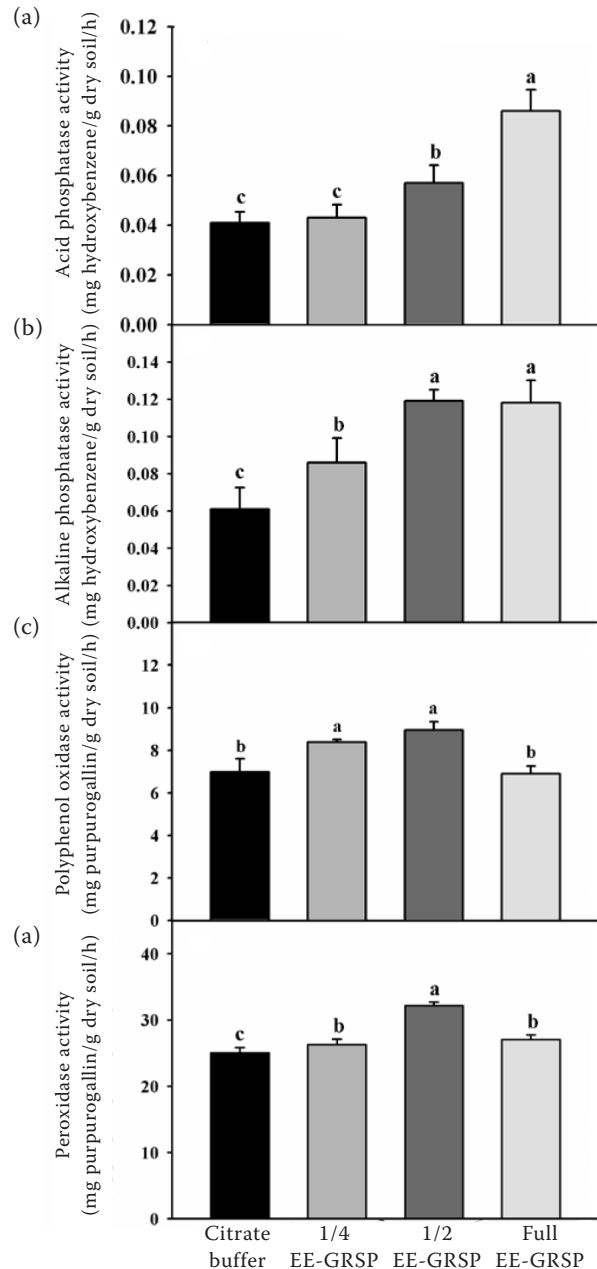 (a)
Acid phosphatase activity
(mg hydroxybenzene/g dry soil/h)
0.12
0.10
0.08
0.06
0.04
0.02
0.00
c
c
b
a
(b)
Alkaline phosphatase activity
(mg hydroxybenzene/g dry soil/h)
0.14
0.12
0.10
0.08
0.06
0.04
0.02
0.00
c
b
a
a
(c)
Polyphenol oxidase activity
(mg purpurogallin/g dry soil/h)
12
10
8
6
4
2
0
b
a
a
b
(a)
Peroxidase activity
(mg purpurogallin/g dry soil/h)
40
30
20
10
0
c
b
a
b
Citrate
buffer
1/4
EE-GRSP
1/2
EE-GRSP
Full
EE-GRSP